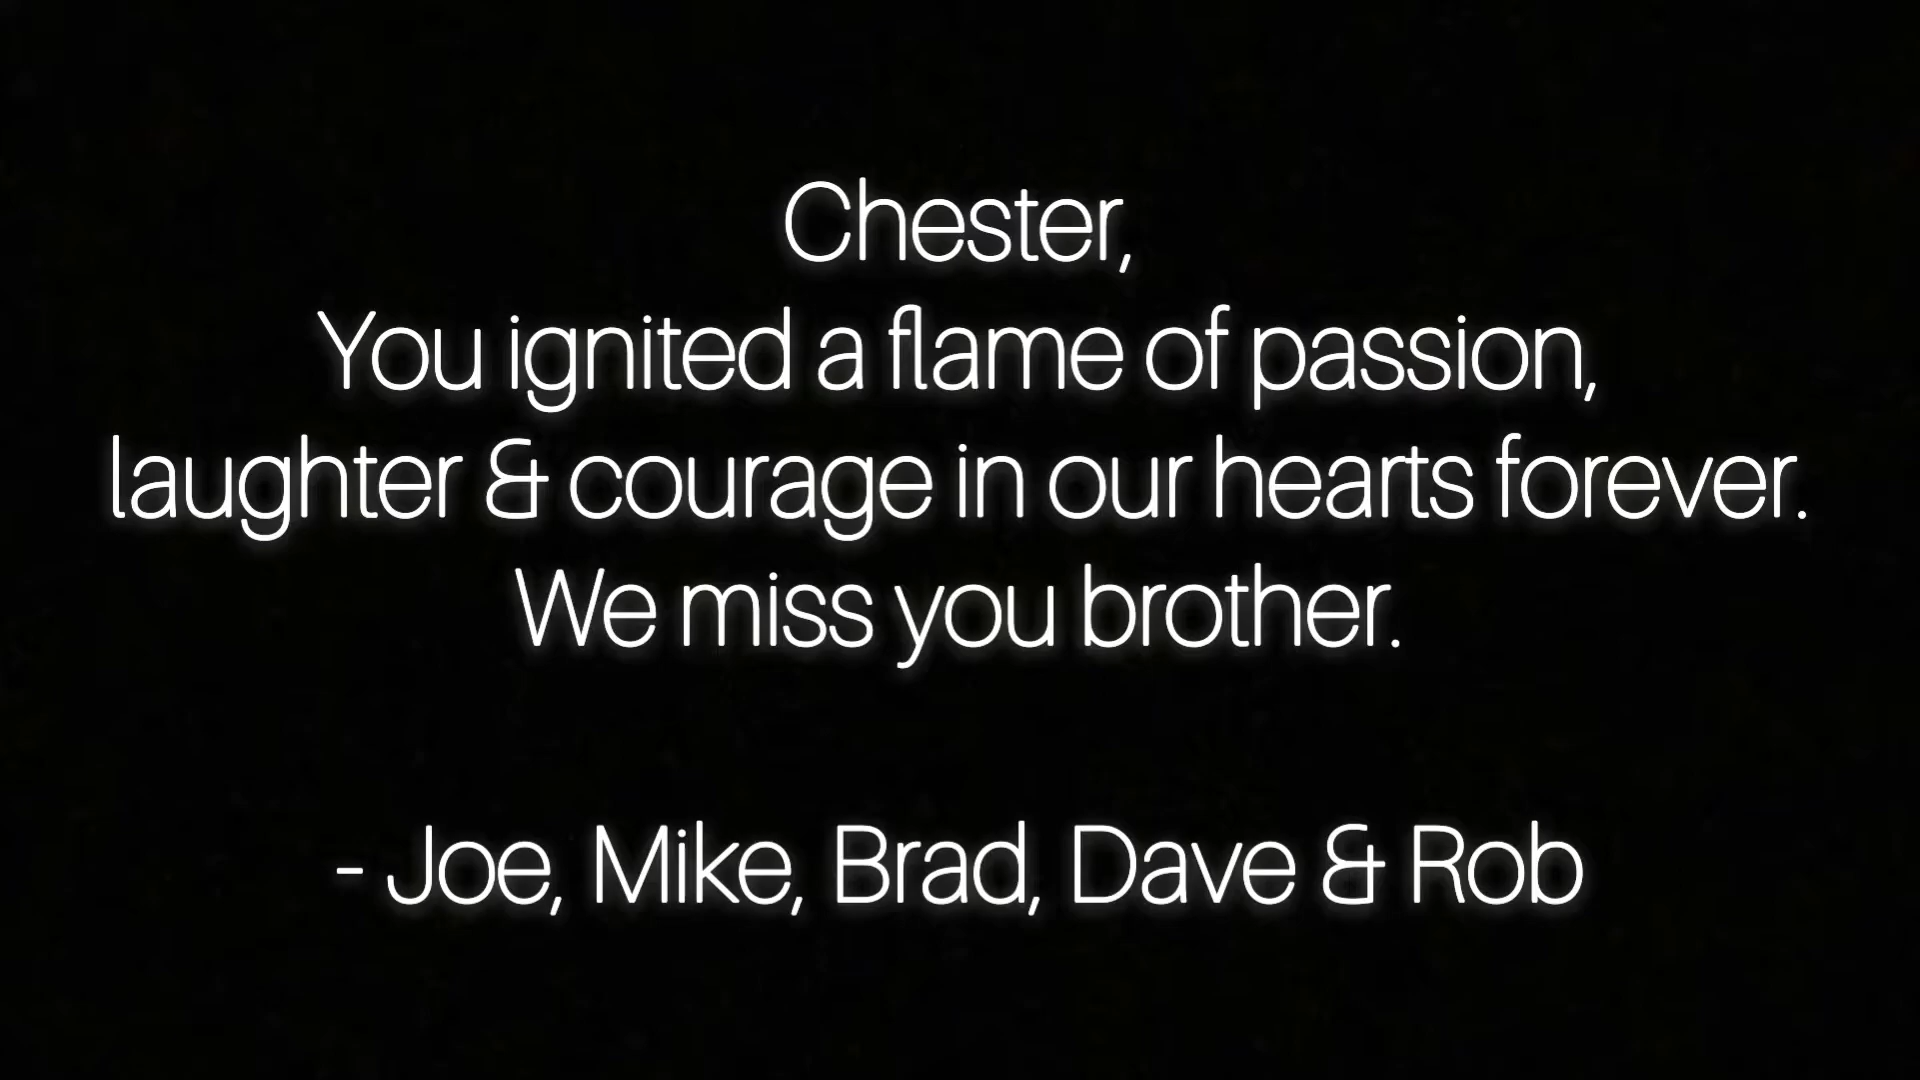 Chester,
You ignited a flame of passion,
laughter & courage in our hearts forever.
We miss you brother.
- Joe, Mike, Brad, Dave & Rob